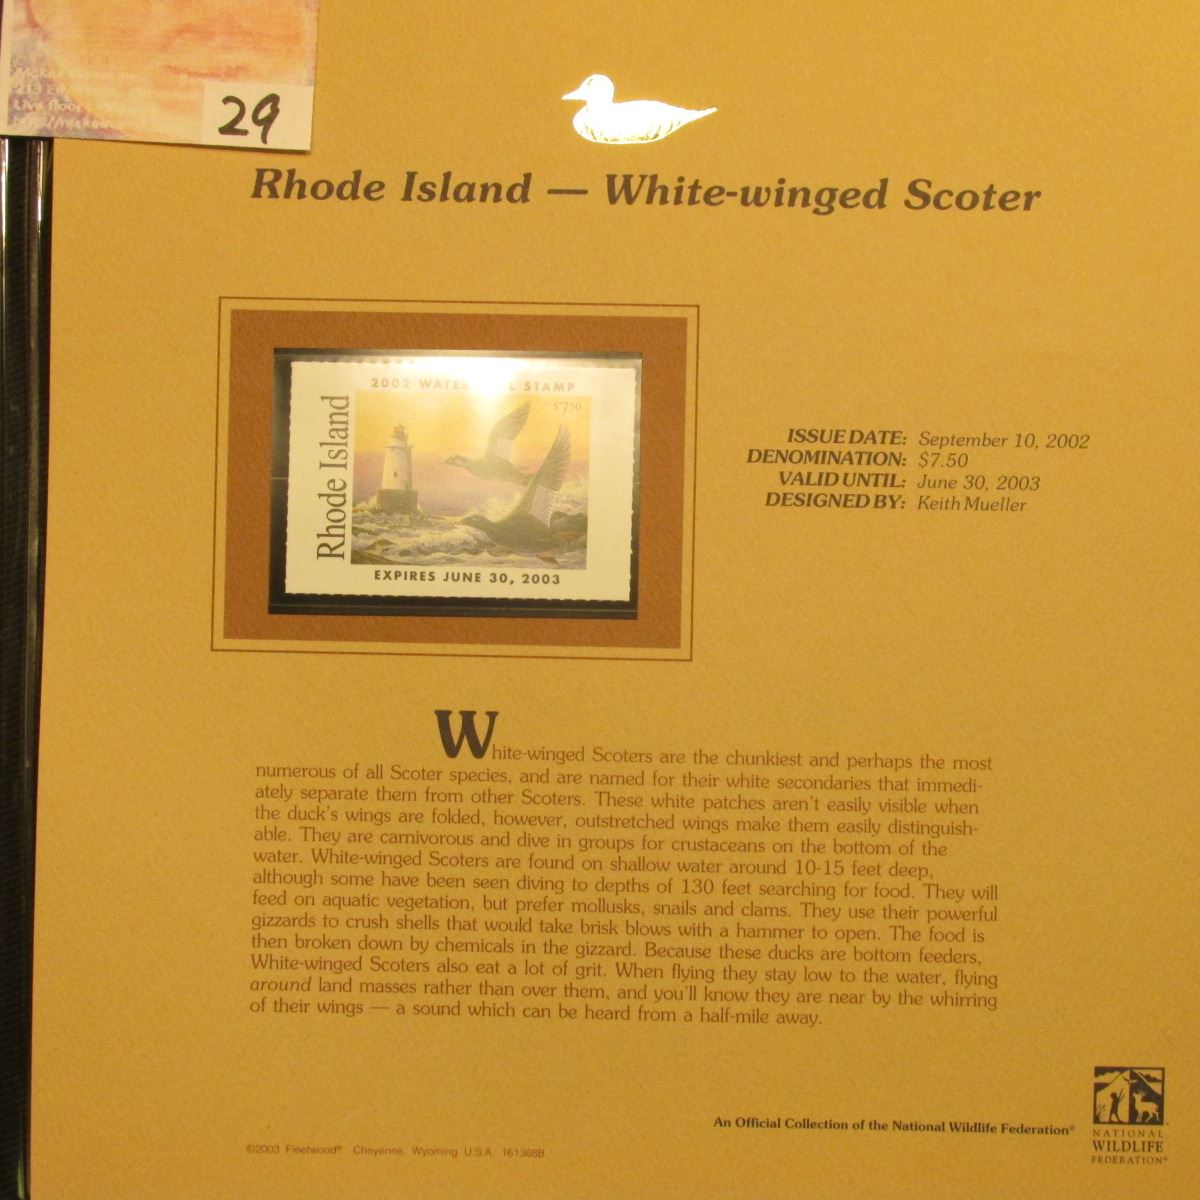 29
Rhode Island — White-winged Scoter
2002 STAMP
$7.50
Rhode Island
EXPIRES JUNE 30, 2003
ISSUE DATE: September 10, 2002
DENOMINATION: $7.50
VALID UNTIL: June 30, 2003
DESIGNED BY: Keith Mueller
White-winged Scoters are the chunkiest and perhaps the most
numerous of all Scoter species, and are named for their white secondaries that immedi-
ately separate them from other Scoters. These white patches aren't easily visible when
the duck's wings are folded, however, outstretched wings make them easily distinguish-
able. They are carnivorous and dive in groups for crustaceans on the bottom of the
water. White-winged Scoters are found on shallow water around 10-15 feet deep,
although some have been seen diving to depths of 130 feet searching for food. They will
feed on aquatic vegetation, but prefer mollusks, snails and clams. They use their powerful
gizzards to crush shells that would take brisk blows with a hammer to open. The food is
then broken down by chemicals in the gizzard. Because these ducks are bottom feeders,
White-winged Scoters also eat a lot of grit. When flying they stay low to the water, flying
around land masses rather than over them, and you'll know they are near by the whirring
of their wings — a sound which can be heard from a half-mile away.
An Official Collection of the National Wildlife Federation®
NATIONAL
WILDLIFE
FEDERATION®
©2003 Fleetwood® Cheyenne, Wyoming U.S.A. 161368B